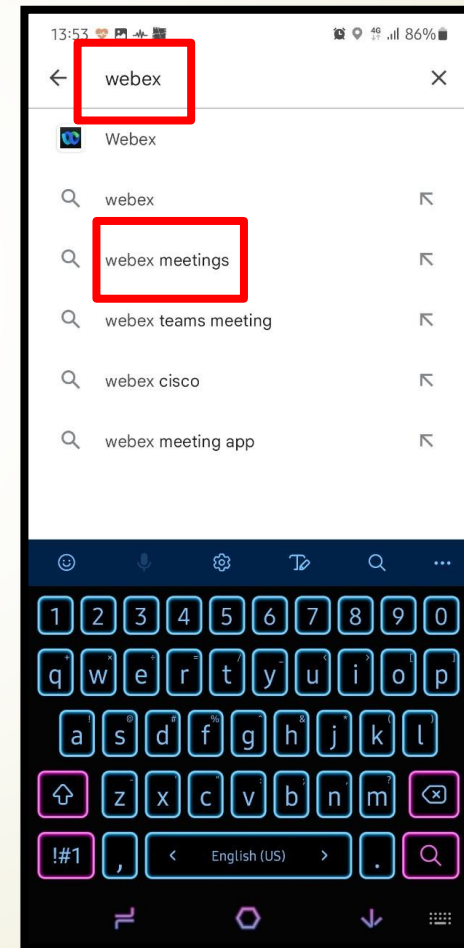 13:53 4G 86%
webex
Webex
webex
webex meetings
webex teams meeting
webex cisco
webex meeting app
1 2 3 4 5 6 7 8 9 0
q w e r t y u i o p
a s d f g h j k l
z x c v b n m
!#1 , < English (US) > .